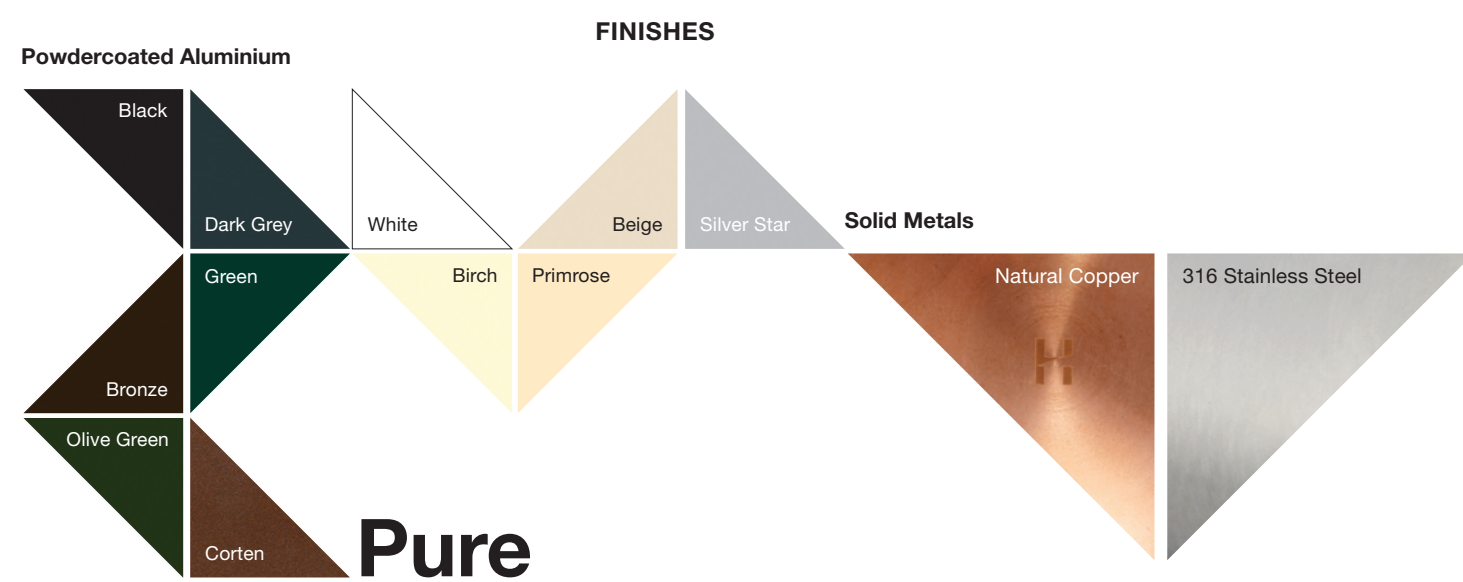 FINISHES
Powdercoated Aluminium
Black
Dark Grey
White
Beige
Silver Star
Solid Metals
Green
Birch
Primrose
Natural Copper
316 Stainless Steel
H
Bronze
Olive Green
Corten
Pure